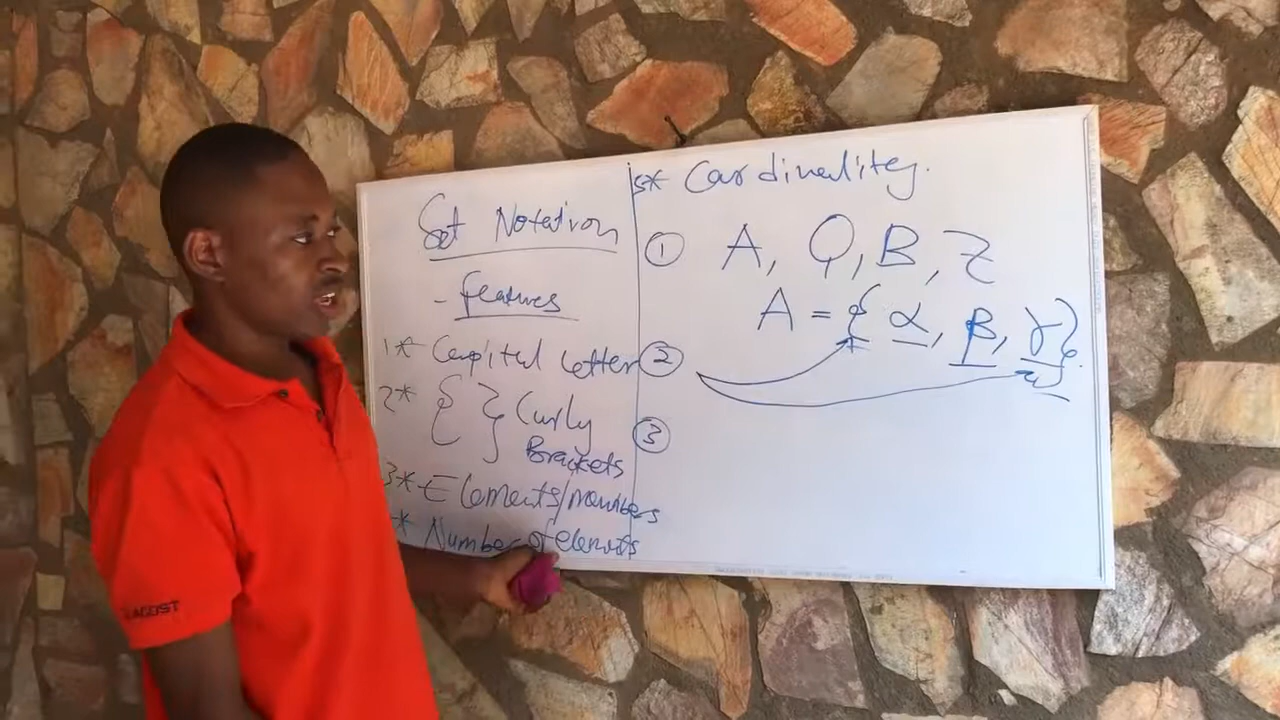 Set Notation
- features
1* Capital letter
2* { } Curly
Brackets
3* Elements/members
* Number of elements
5* Cardinality.
① A, Q, B, Z
A = { α, β, γ }.
②
③